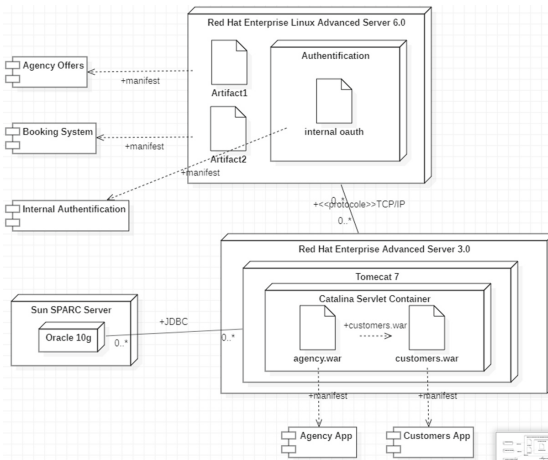 Red Hat Enterprise Linux Advanced Server 6.0
Authentification
Agency Offers
+manifest
Artifact1
internal oauth
Booking System
+manifest
Artifact2
+manifest
Internal Authentification
0..*
+<<protocole>>TCP/IP
0..*
Red Hat Enterprise Advanced Server 3.0
Tomecat 7
Catalina Servlet Container
Sun SPARC Server
+JDBC
+customers.war
Oracle 10g
0..*
0..*
agency.war
customers.war
+manifest
+manifest
Agency App
Customers App